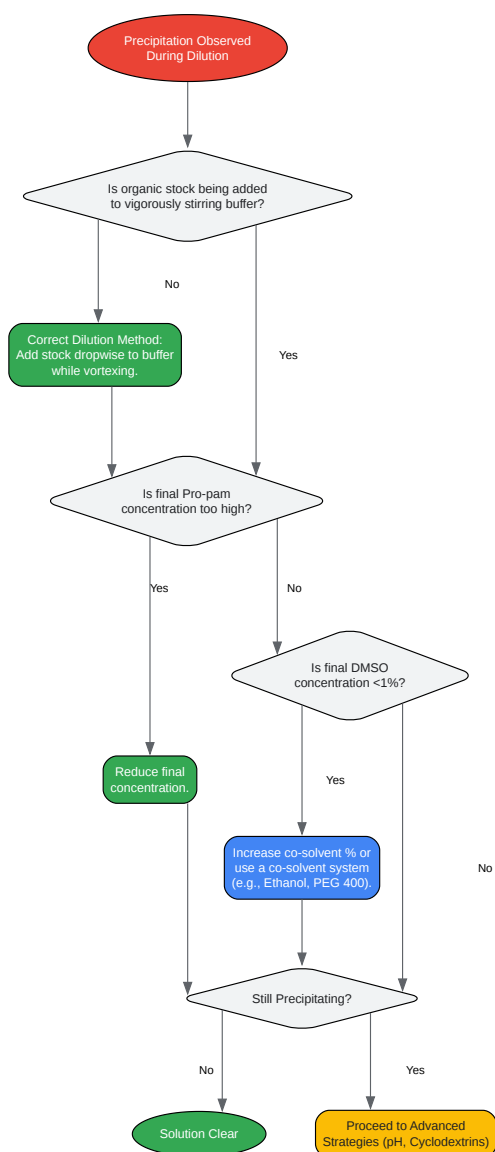 Precipitation Observed
During Dilution
Is organic stock being added
to vigorously stirring buffer?
No
Correct Dilution Method:
Add stock dropwise to buffer
while vortexing.
Yes
Is final Pro-pam
concentration too high?
Yes
No
Is final DMSO
concentration <1%?
Reduce final
concentration.
Yes
Increase co-solvent % or
use a co-solvent system
(e.g., Ethanol, PEG 400).
No
Still Precipitating?
No
Yes
Solution Clear
Proceed to Advanced
Strategies (pH, Cyclodextrins)